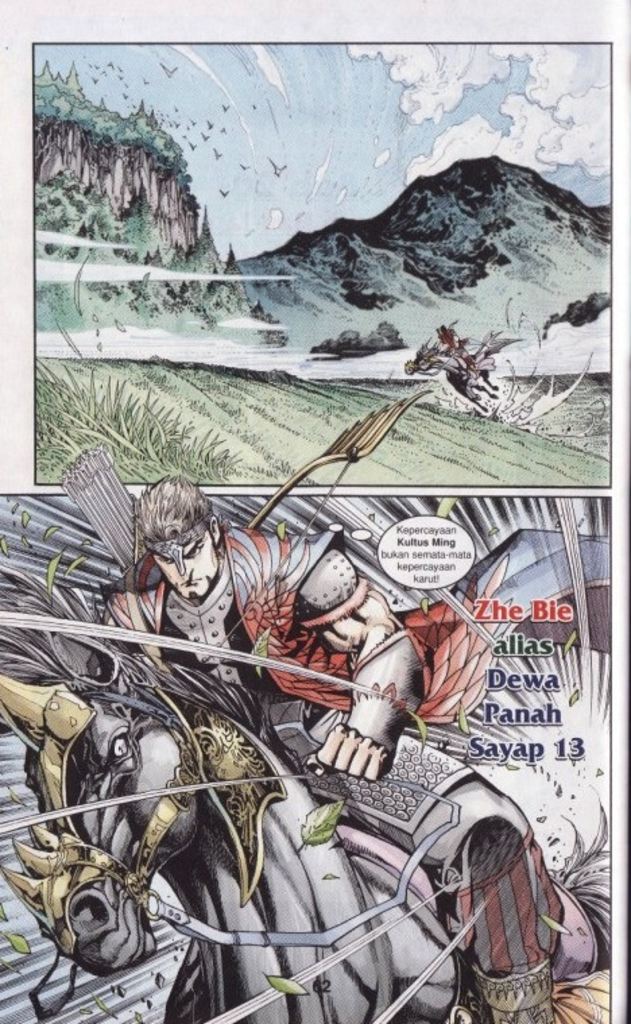 Kepercayaan
Kultus Ming
bukan semata-mata
kepercayaan
karut!
Zhe Bie
alias
Dewa
Panah
Sayap 13
62